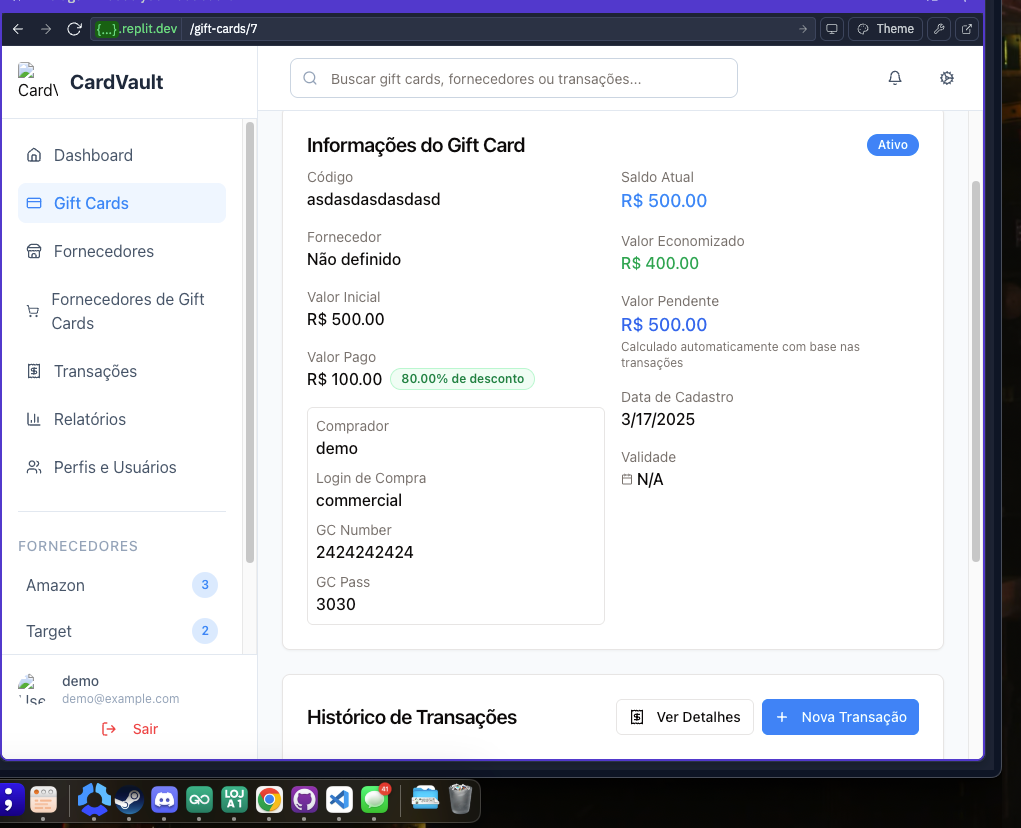 {...}.replit.dev /gift-cards/7
Theme
CardV
CardVault
Buscar gift cards, fornecedores ou transações...
Dashboard
Gift Cards
Fornecedores
Fornecedores de Gift
Cards
Transações
Relatórios
Perfis e Usuários
FORNECEDORES
Amazon 3
Target 2
Use
demo
demo@example.com
Sair
Informações do Gift Card
Ativo
Código
asdasdasdasdasd
Fornecedor
Não definido
Valor Inicial
R$ 500.00
Valor Pago
R$ 100.00 80.00% de desconto
Comprador
demo
Login de Compra
commercial
GC Number
2424242424
GC Pass
3030
Saldo Atual
R$ 500.00
Valor Economizado
R$ 400.00
Valor Pendente
R$ 500.00
Calculado automaticamente com base nas
transações
Data de Cadastro
3/17/2025
Validade
N/A
Histórico de Transações
Ver Detalhes
+ Nova Transação
LOJ
A1
41